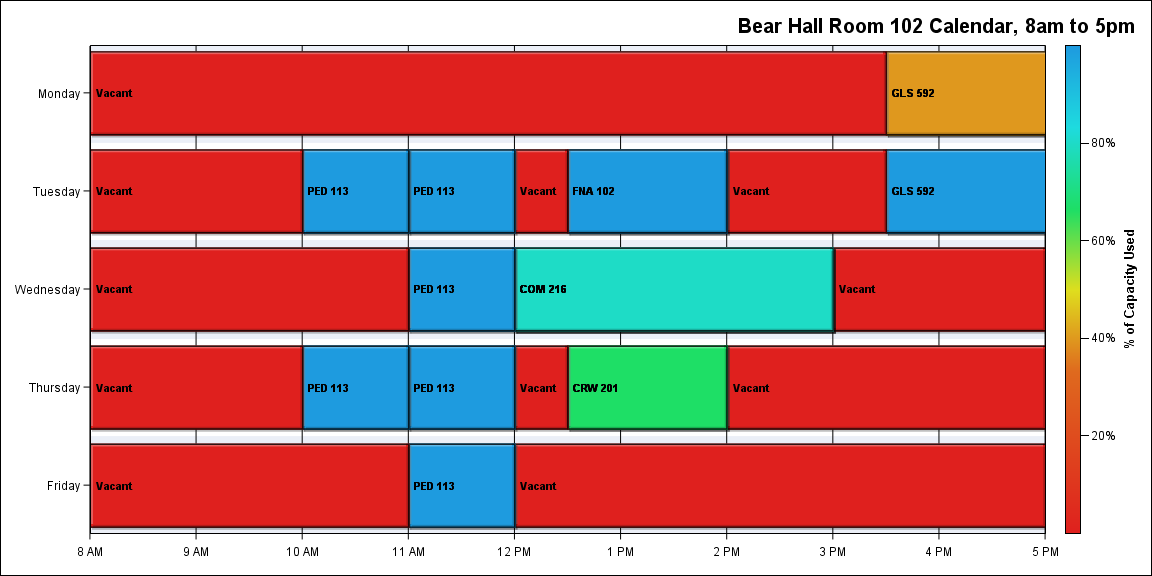 Bear Hall Room 102 Calendar, 8am to 5pm
Monday
Vacant
GLS 592
Tuesday
Vacant
PED 113
PED 113
Vacant
FNA 102
Vacant
GLS 592
Wednesday
Vacant
PED 113
COM 216
Vacant
Thursday
Vacant
PED 113
PED 113
Vacant
CRW 201
Vacant
Friday
Vacant
PED 113
Vacant
8 AM
9 AM
10 AM
11 AM
12 PM
1 PM
2 PM
3 PM
4 PM
5 PM
80%
60%
40%
20%
% of Capacity Used